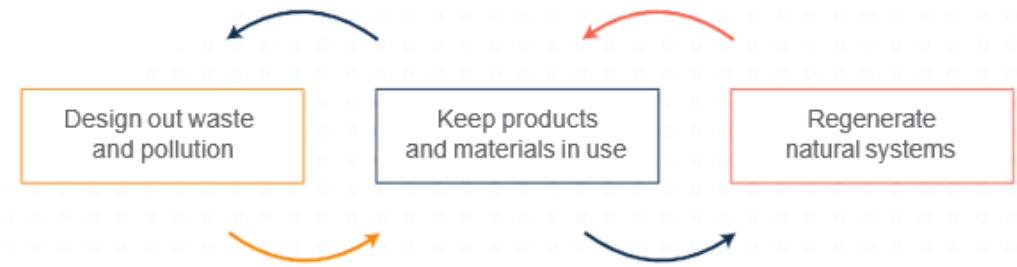 Design out waste
and pollution
Keep products
and materials in use
Regenerate
natural systems